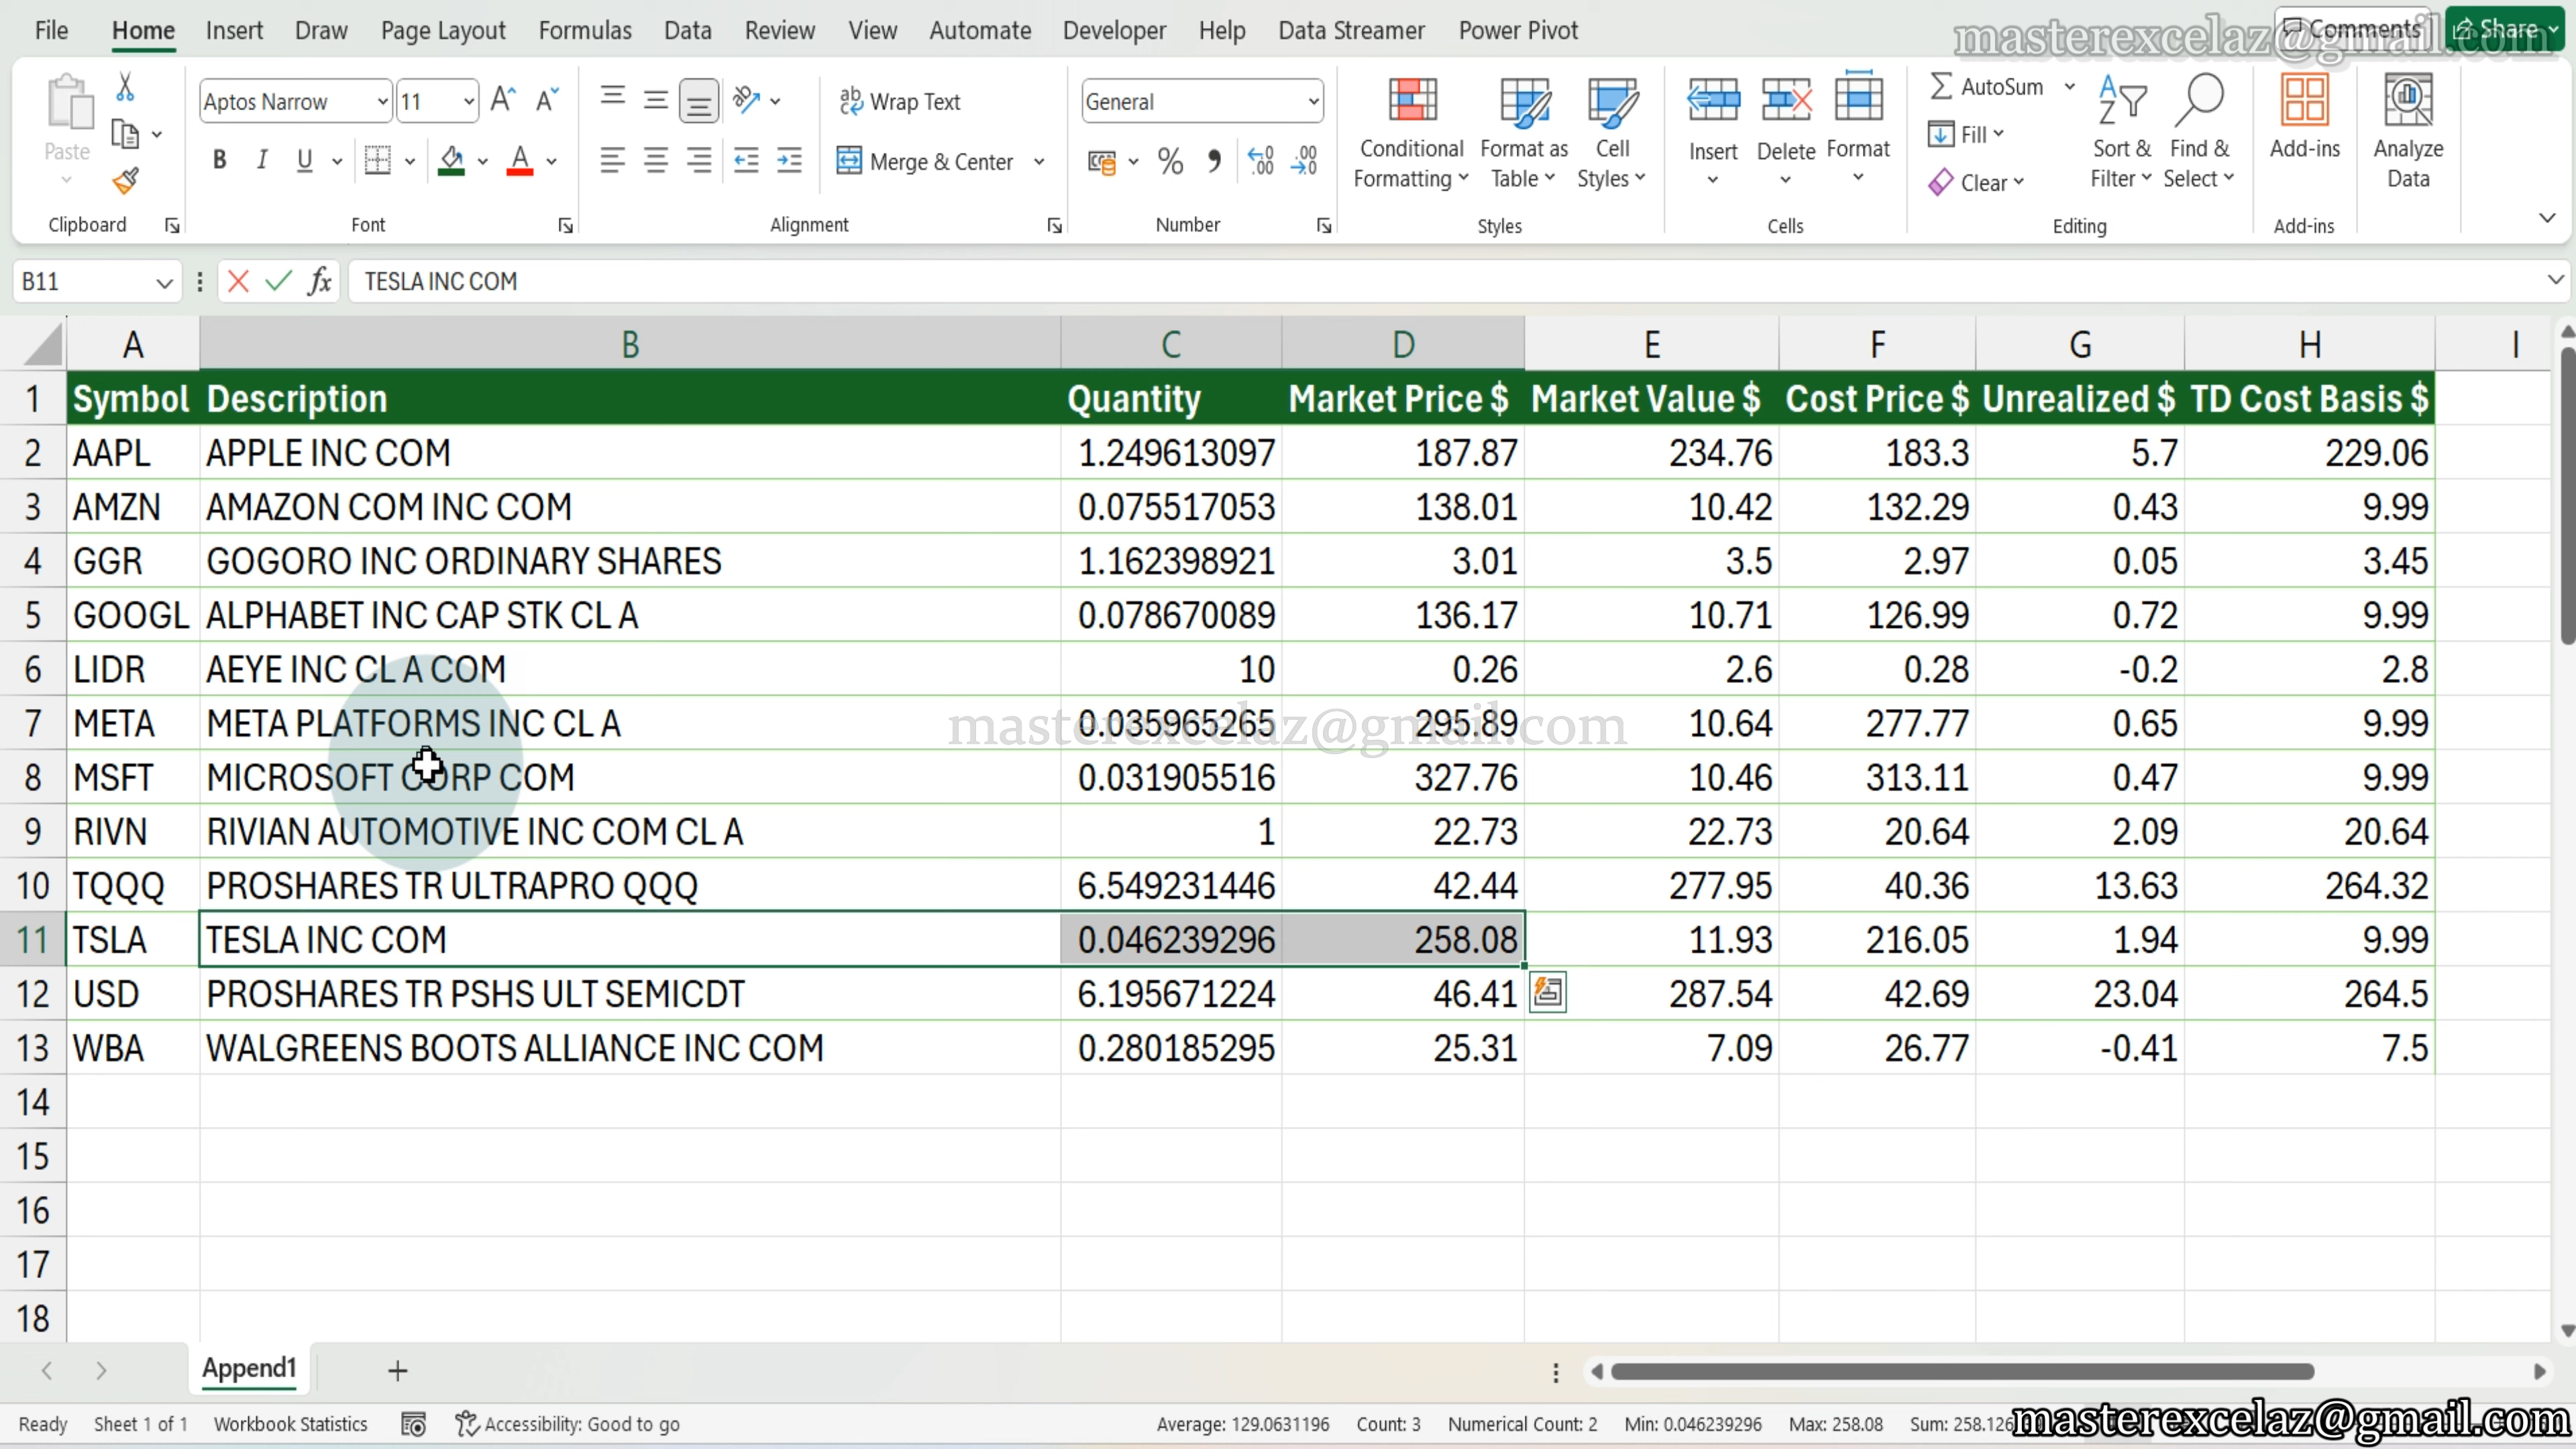 File Home Insert Draw Page Layout Formulas Data Review View Automate Developer Help Data Streamer Power Pivot Comments Share
masterexcelaz@gmail.com
Paste
Clipboard
Aptos Narrow 11
B I U
Font
Wrap Text
Merge & Center
Alignment
General
Number
Conditional Formatting
Format as Table
Cell Styles
Styles
Insert Delete Format
Cells
AutoSum
Fill
Clear
Sort & Filter
Find & Select
Editing
Add-ins
Add-ins
Analyze Data
B11 fx TESLA INC COM
A B C D E F G H I
1 Symbol Description Quantity Market Price $ Market Value $ Cost Price $ Unrealized $ TD Cost Basis $
2 AAPL APPLE INC COM 1.249613097 187.87 234.76 183.3 5.7 229.06
3 AMZN AMAZON COM INC COM 0.075517053 138.01 10.42 132.29 0.43 9.99
4 GGR GOGORO INC ORDINARY SHARES 1.162398921 3.01 3.5 2.97 0.05 3.45
5 GOOGL ALPHABET INC CAP STK CL A 0.078670089 136.17 10.71 126.99 0.72 9.99
6 LIDR AEYE INC CL A COM 10 0.26 2.6 0.28 -0.2 2.8
7 META META PLATFORMS INC CL A 0.035965265 295.89 10.64 277.77 0.65 9.99
masterexcelaz@gmail.com
8 MSFT MICROSOFT CORP COM 0.031905516 327.76 10.46 313.11 0.47 9.99
9 RIVN RIVIAN AUTOMOTIVE INC COM CL A 1 22.73 22.73 20.64 2.09 20.64
10 TQQQ PROSHARES TR ULTRAPRO QQQ 6.549231446 42.44 277.95 40.36 13.63 264.32
11 TSLA TESLA INC COM 0.046239296 258.08 11.93 216.05 1.94 9.99
12 USD PROSHARES TR PSHS ULT SEMICDT 6.195671224 46.41 287.54 42.69 23.04 264.5
13 WBA WALGREENS BOOTS ALLIANCE INC COM 0.280185295 25.31 7.09 26.77 -0.41 7.5
14
15
16
17
18
Append1
Ready Sheet 1 of 1 Workbook Statistics Accessibility: Good to go Average: 129.0631196 Count: 3 Numerical Count: 2 Min: 0.046239296 Max: 258.08 Sum: 258.126
masterexcelaz@gmail.com